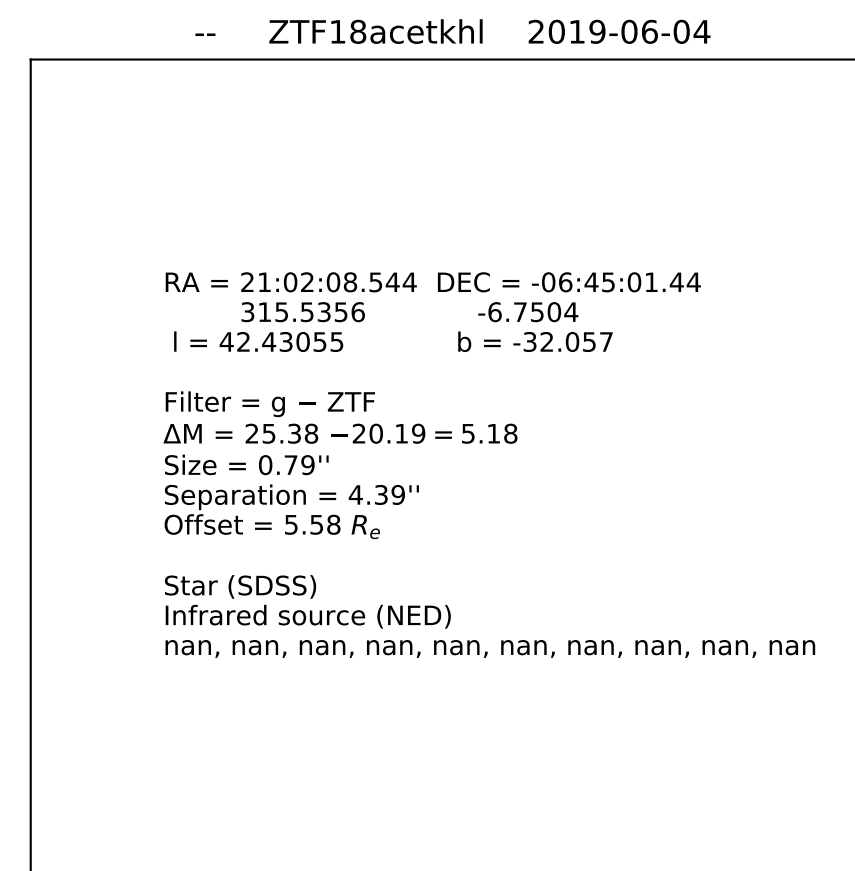 -- ZTF18acetkhl 2019-06-04
RA = 21:02:08.544 DEC = -06:45:01.44
315.5356 -6.7504
l = 42.43055 b = -32.057
Filter = g − ZTF
ΔM = 25.38 −20.19 = 5.18
Size = 0.79''
Separation = 4.39''
Offset = 5.58 Rₑ
Star (SDSS)
Infrared source (NED)
nan, nan, nan, nan, nan, nan, nan, nan, nan, nan